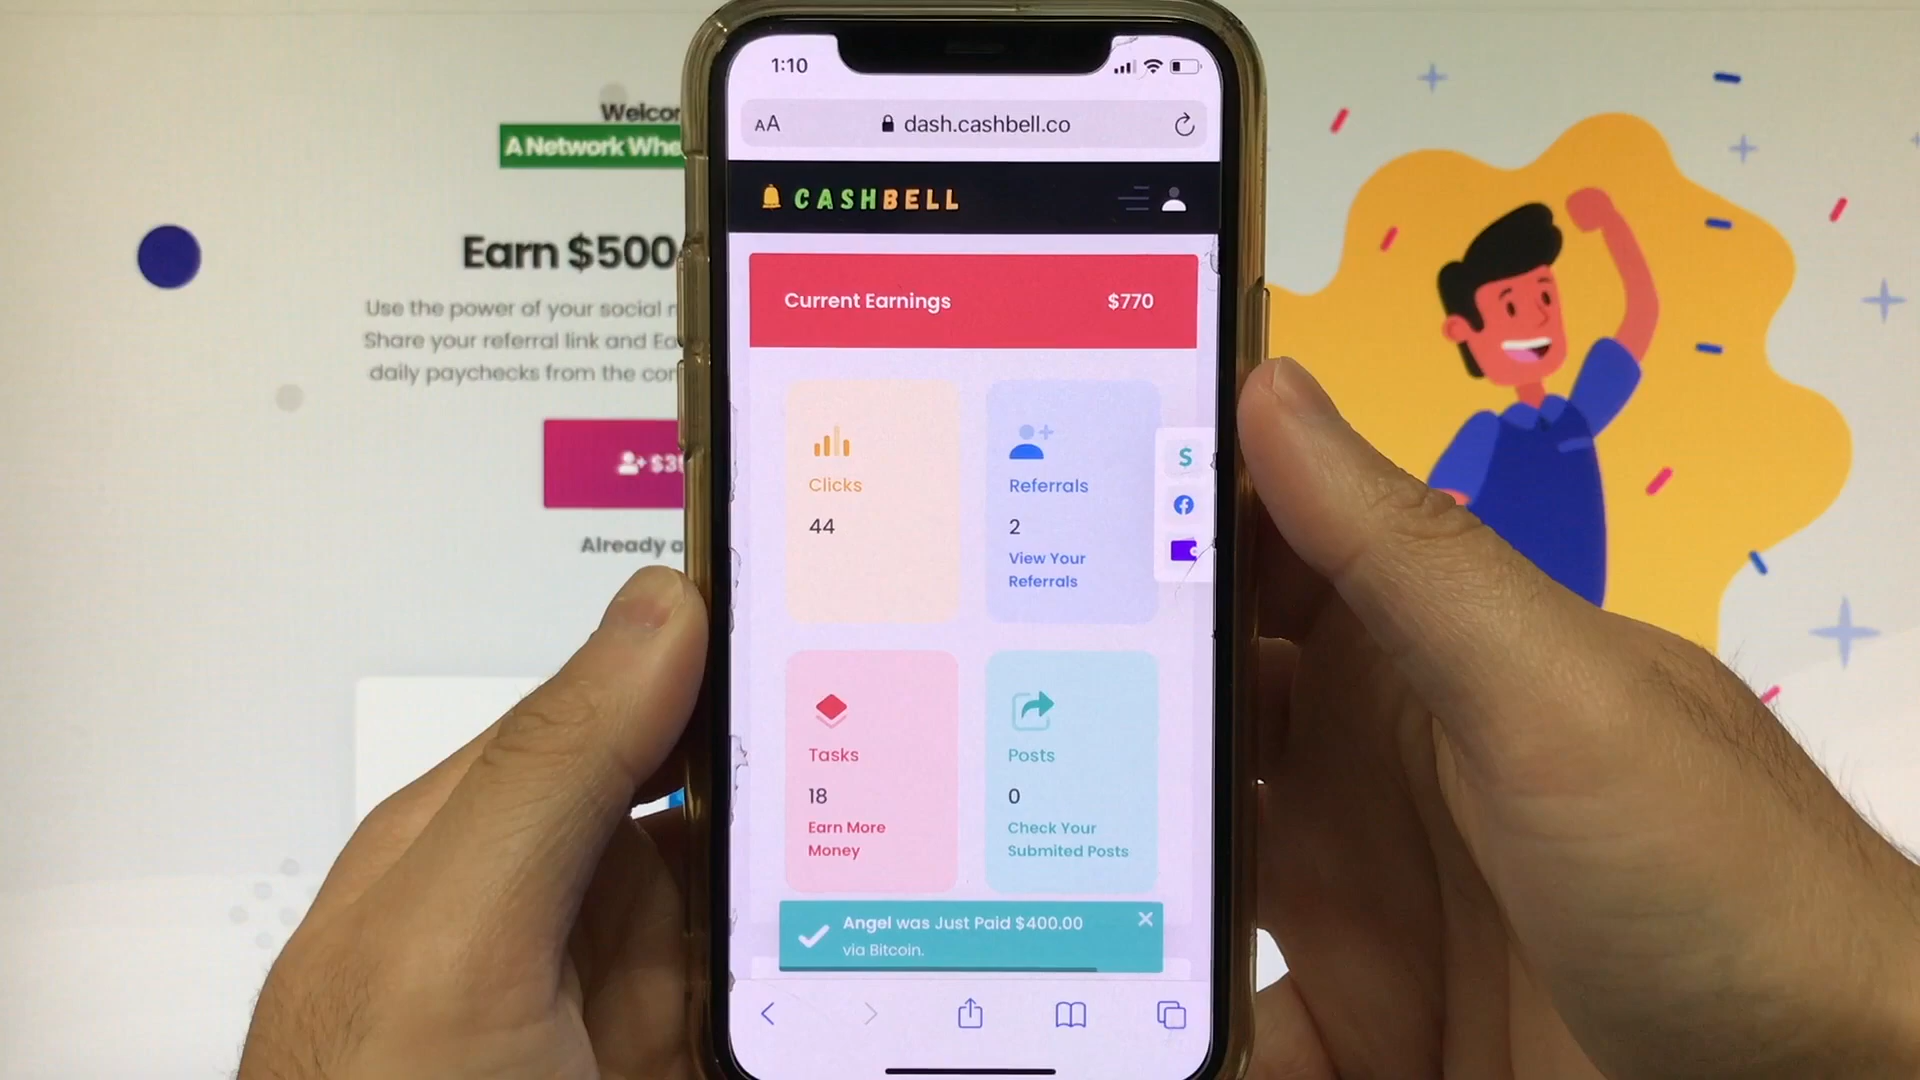 Welcor
A Network Whe
Earn $500
Use the power of your social
Share your referral link and Ea
daily paychecks from the cor
Already
1:10
AA
dash.cashbell.co
CASHBELL
Current Earnings
$770
Clicks
44
Referrals
2
View Your
Referrals
$
Tasks
18
Earn More
Money
Posts
0
Check Your
Submited Posts
Angel was Just Paid $400.00
via Bitcoin.